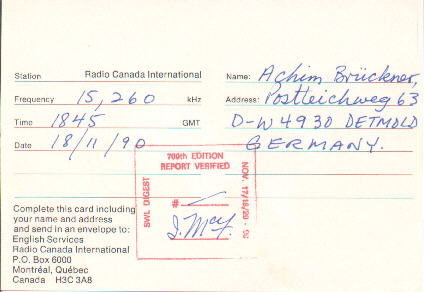 Station Radio Canada International
Frequency 15,260 kHz
Time 1845 GMT
Date 18/11/90
Name: Achim Brückner,
Address: Postteichweg 63
D-W 4930 DETMOLD
GERMANY.
700th EDITION
REPORT VERIFIED
SWL DIGEST
NOV. 17/18/20 - 90
#
I. McF
Complete this card including
your name and address
and send in an envelope to:
English Services
Radio Canada International
P.O. Box 6000
Montréal, Québec
Canada H3C 3A8